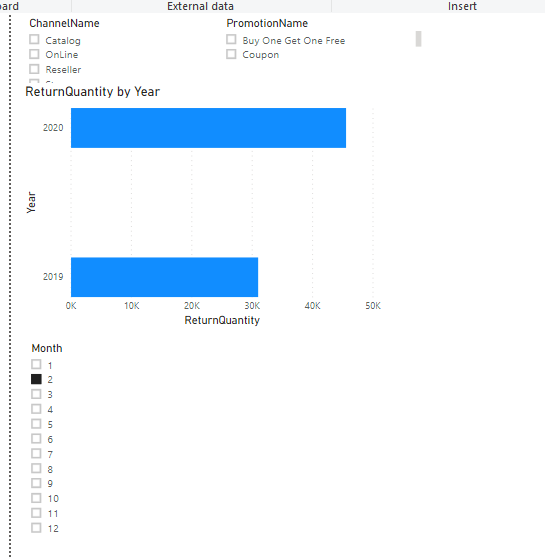 External data
Insert
ChannelName
Catalog
OnLine
Reseller
PromotionName
Buy One Get One Free
Coupon
ReturnQuantity by Year
Year
2020
2019
0K 10K 20K 30K 40K 50K
ReturnQuantity
Month
1
2
3
4
5
6
7
8
9
10
11
12